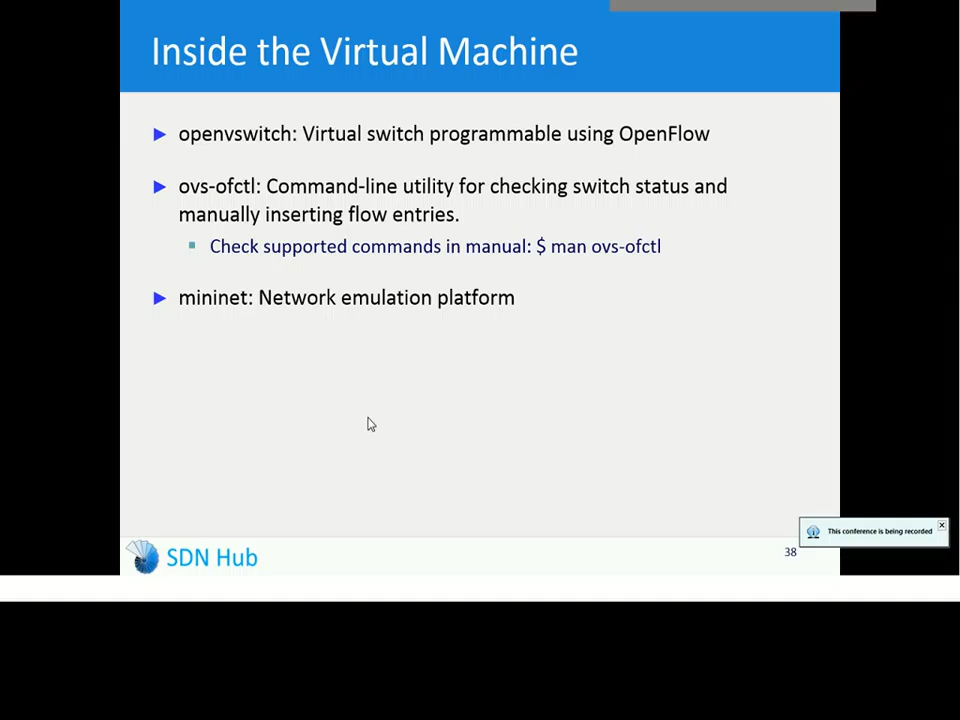 Inside the Virtual Machine
openvswitch: Virtual switch programmable using OpenFlow
ovs-ofctl: Command-line utility for checking switch status and
manually inserting flow entries.
Check supported commands in manual: $ man ovs-ofctl
mininet: Network emulation platform
This conference is being recorded
38
SDN Hub